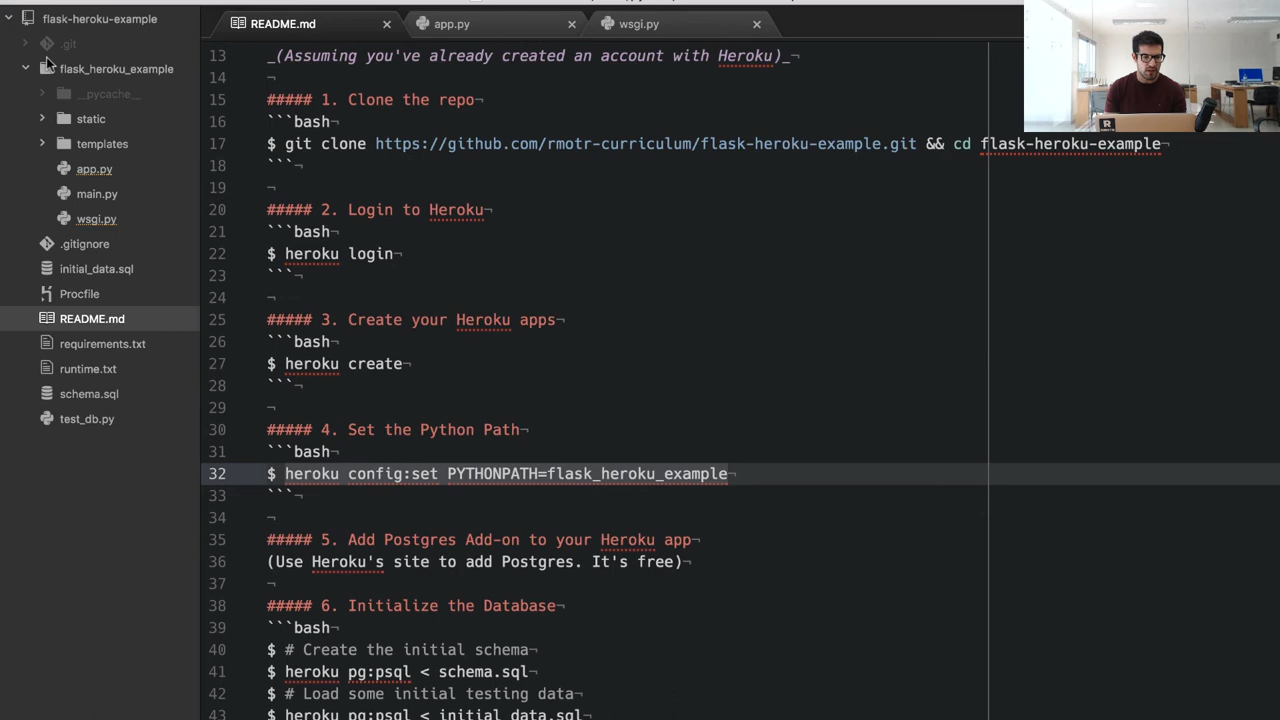 flask-heroku-example
.git
flask_heroku_example
__pycache__
static
templates
app.py
main.py
wsgi.py
.gitignore
initial_data.sql
Procfile
README.md
requirements.txt
runtime.txt
schema.sql
test_db.py
README.md × app.py × wsgi.py ×
13 _(Assuming you've already created an account with Heroku)_¬
14 ¬
15 ##### 1. Clone the repo¬
16 ```bash¬
17 $ git clone https://github.com/rmotr-curriculum/flask-heroku-example.git && cd flask-heroku-example¬
18 ```¬
19 ¬
20 ##### 2. Login to Heroku¬
21 ```bash¬
22 $ heroku login¬
23 ```¬
24 ¬
25 ##### 3. Create your Heroku apps¬
26 ```bash¬
27 $ heroku create¬
28 ```¬
29 ¬
30 ##### 4. Set the Python Path¬
31 ```bash¬
32 $ heroku config:set PYTHONPATH=flask_heroku_example¬
33 ```¬
34 ¬
35 ##### 5. Add Postgres Add-on to your Heroku app¬
36 (Use Heroku's site to add Postgres. It's free)¬
37 ¬
38 ##### 6. Initialize the Database¬
39 ```bash¬
40 $ # Create the initial schema¬
41 $ heroku pg:psql < schema.sql¬
42 $ # Load some initial testing data¬
43 $ heroku pg:psql < initial_data.sql¬
R